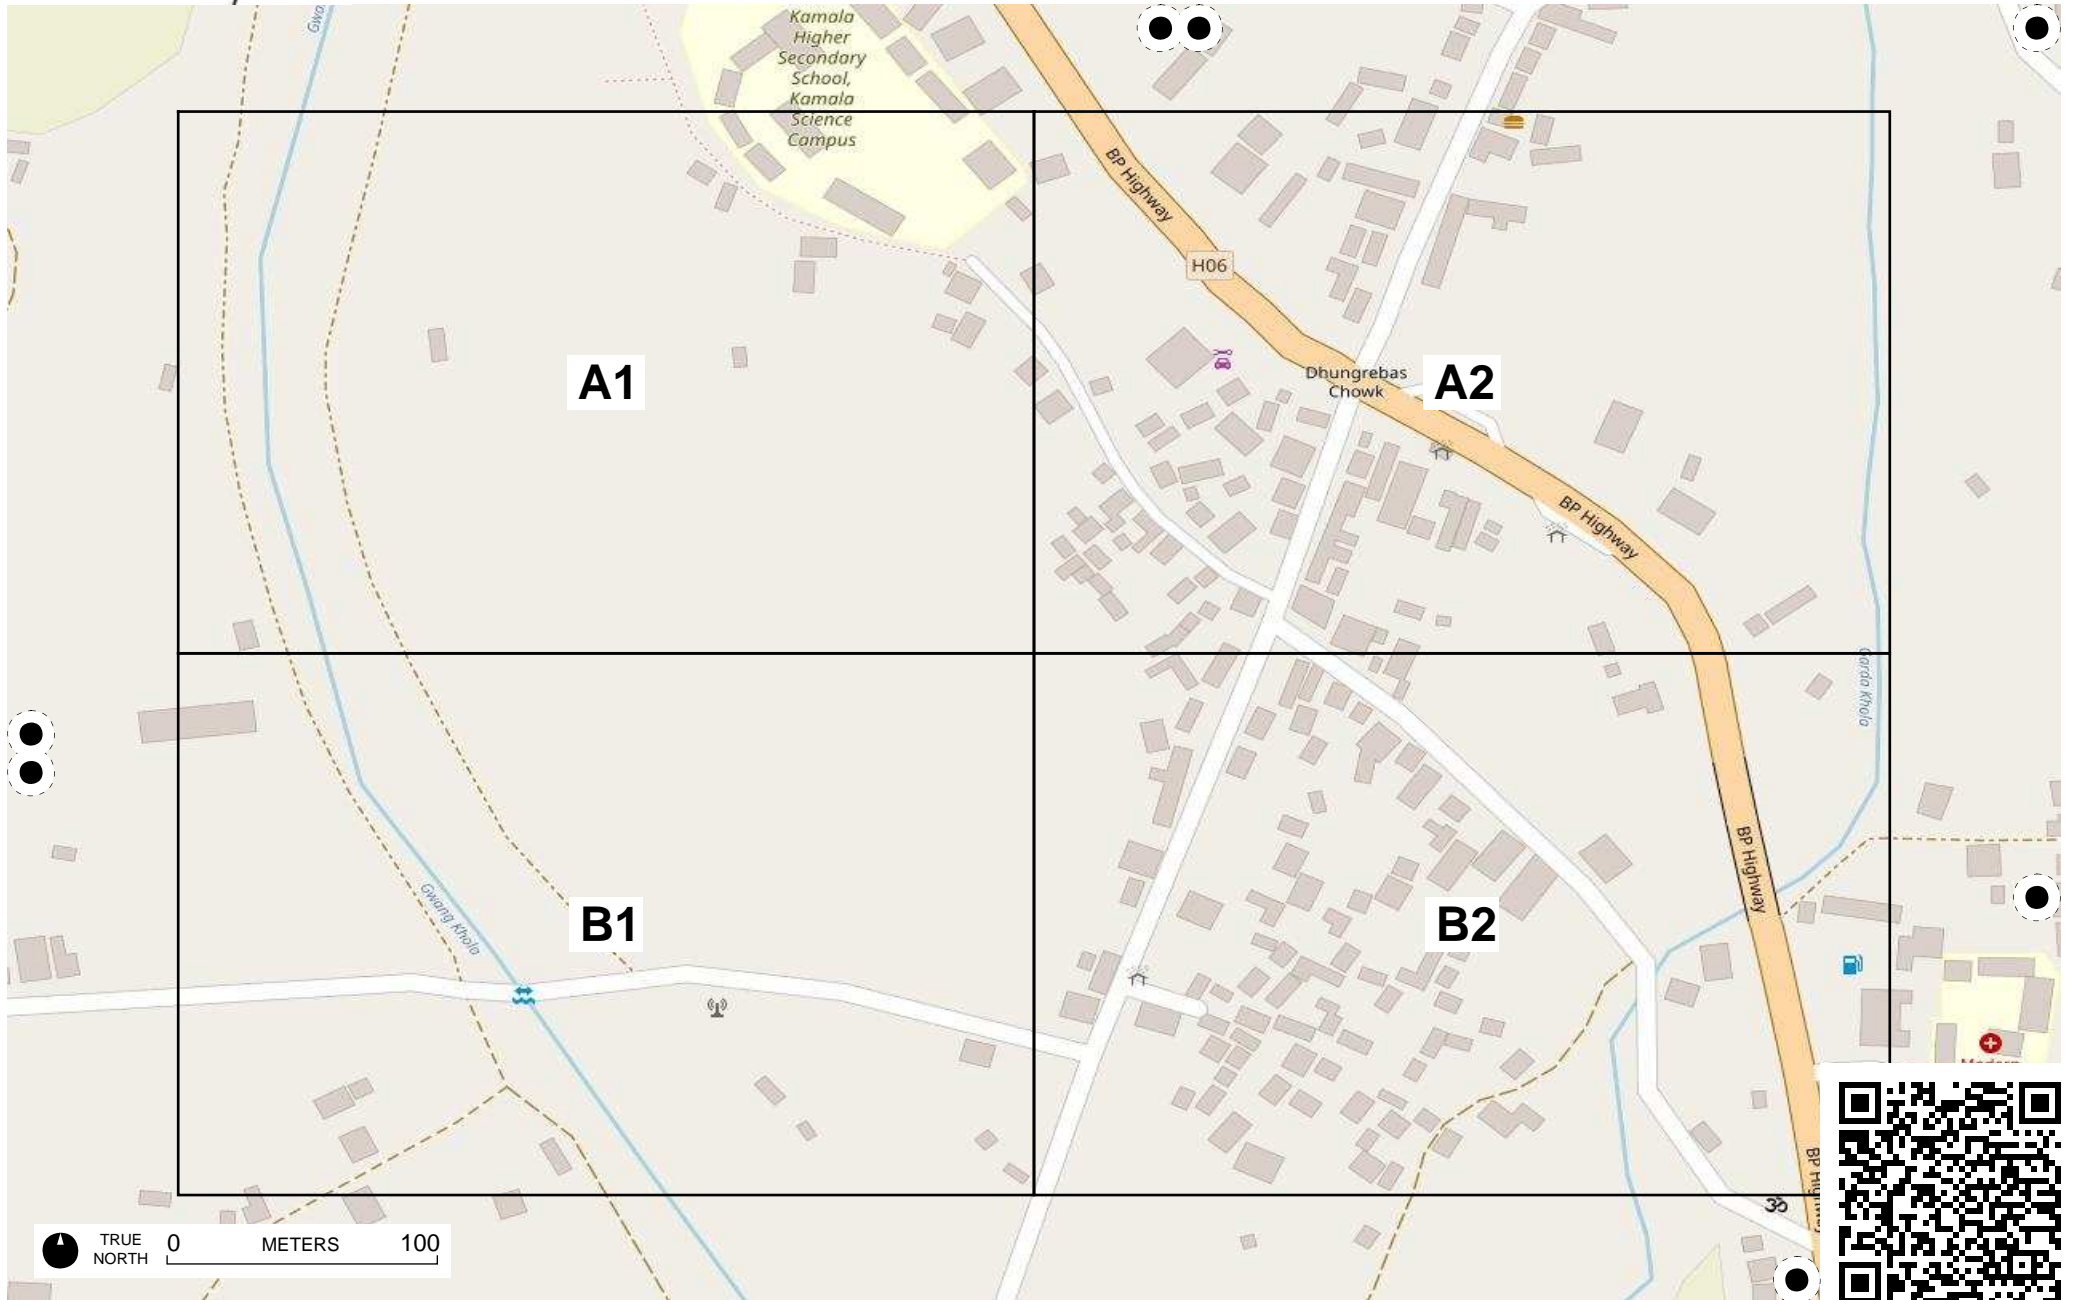 Gwa
Kamala
Higher
Secondary
School,
Kamala
Science
Campus
BP Highway
H06
A1
Dhungrebas
Chowk
A2
BP Highway
Garda Khola
BP Highway
Gwang Khola
B1
B2
BP Highway
TRUE
NORTH
0 METERS 100